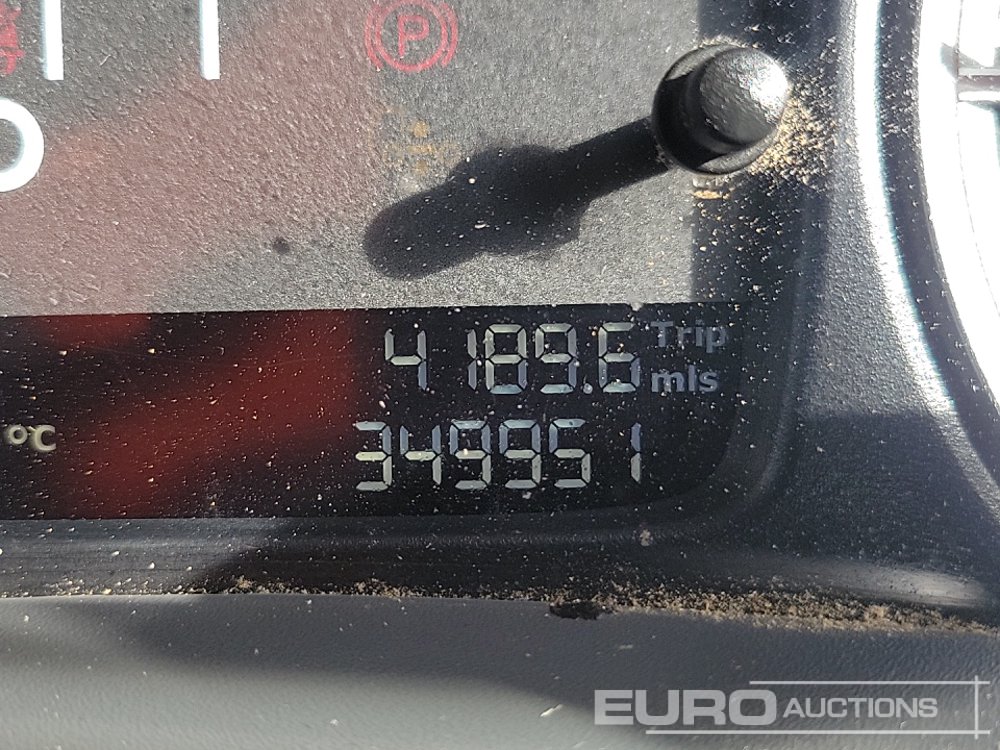 P
4189.6 Trip
mls
°C
349951
EURO AUCTIONS